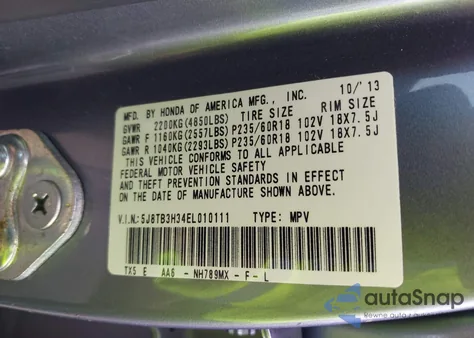 MFD. BY HONDA OF AMERICA MFG., INC. 10/'13
GVWR 2200KG(4850LBS) TIRE SIZE RIM SIZE
GAWR F 1160KG(2557LBS) P235/60R18 102V 18X7.5J
GAWR R 1040KG(2293LBS) P235/60R18 102V 18X7.5J
THIS VEHICLE CONFORMS TO ALL APPLICABLE
FEDERAL MOTOR VEHICLE SAFETY
AND THEFT PREVENTION STANDARDS IN EFFECT
ON THE DATE OF MANUFACTURE SHOWN ABOVE.
V.I.N: 5J8TB3H34EL010111 TYPE: MPV
TX5 E AA6 - NH789MX - F - L
autoSnap
Rewne auto z